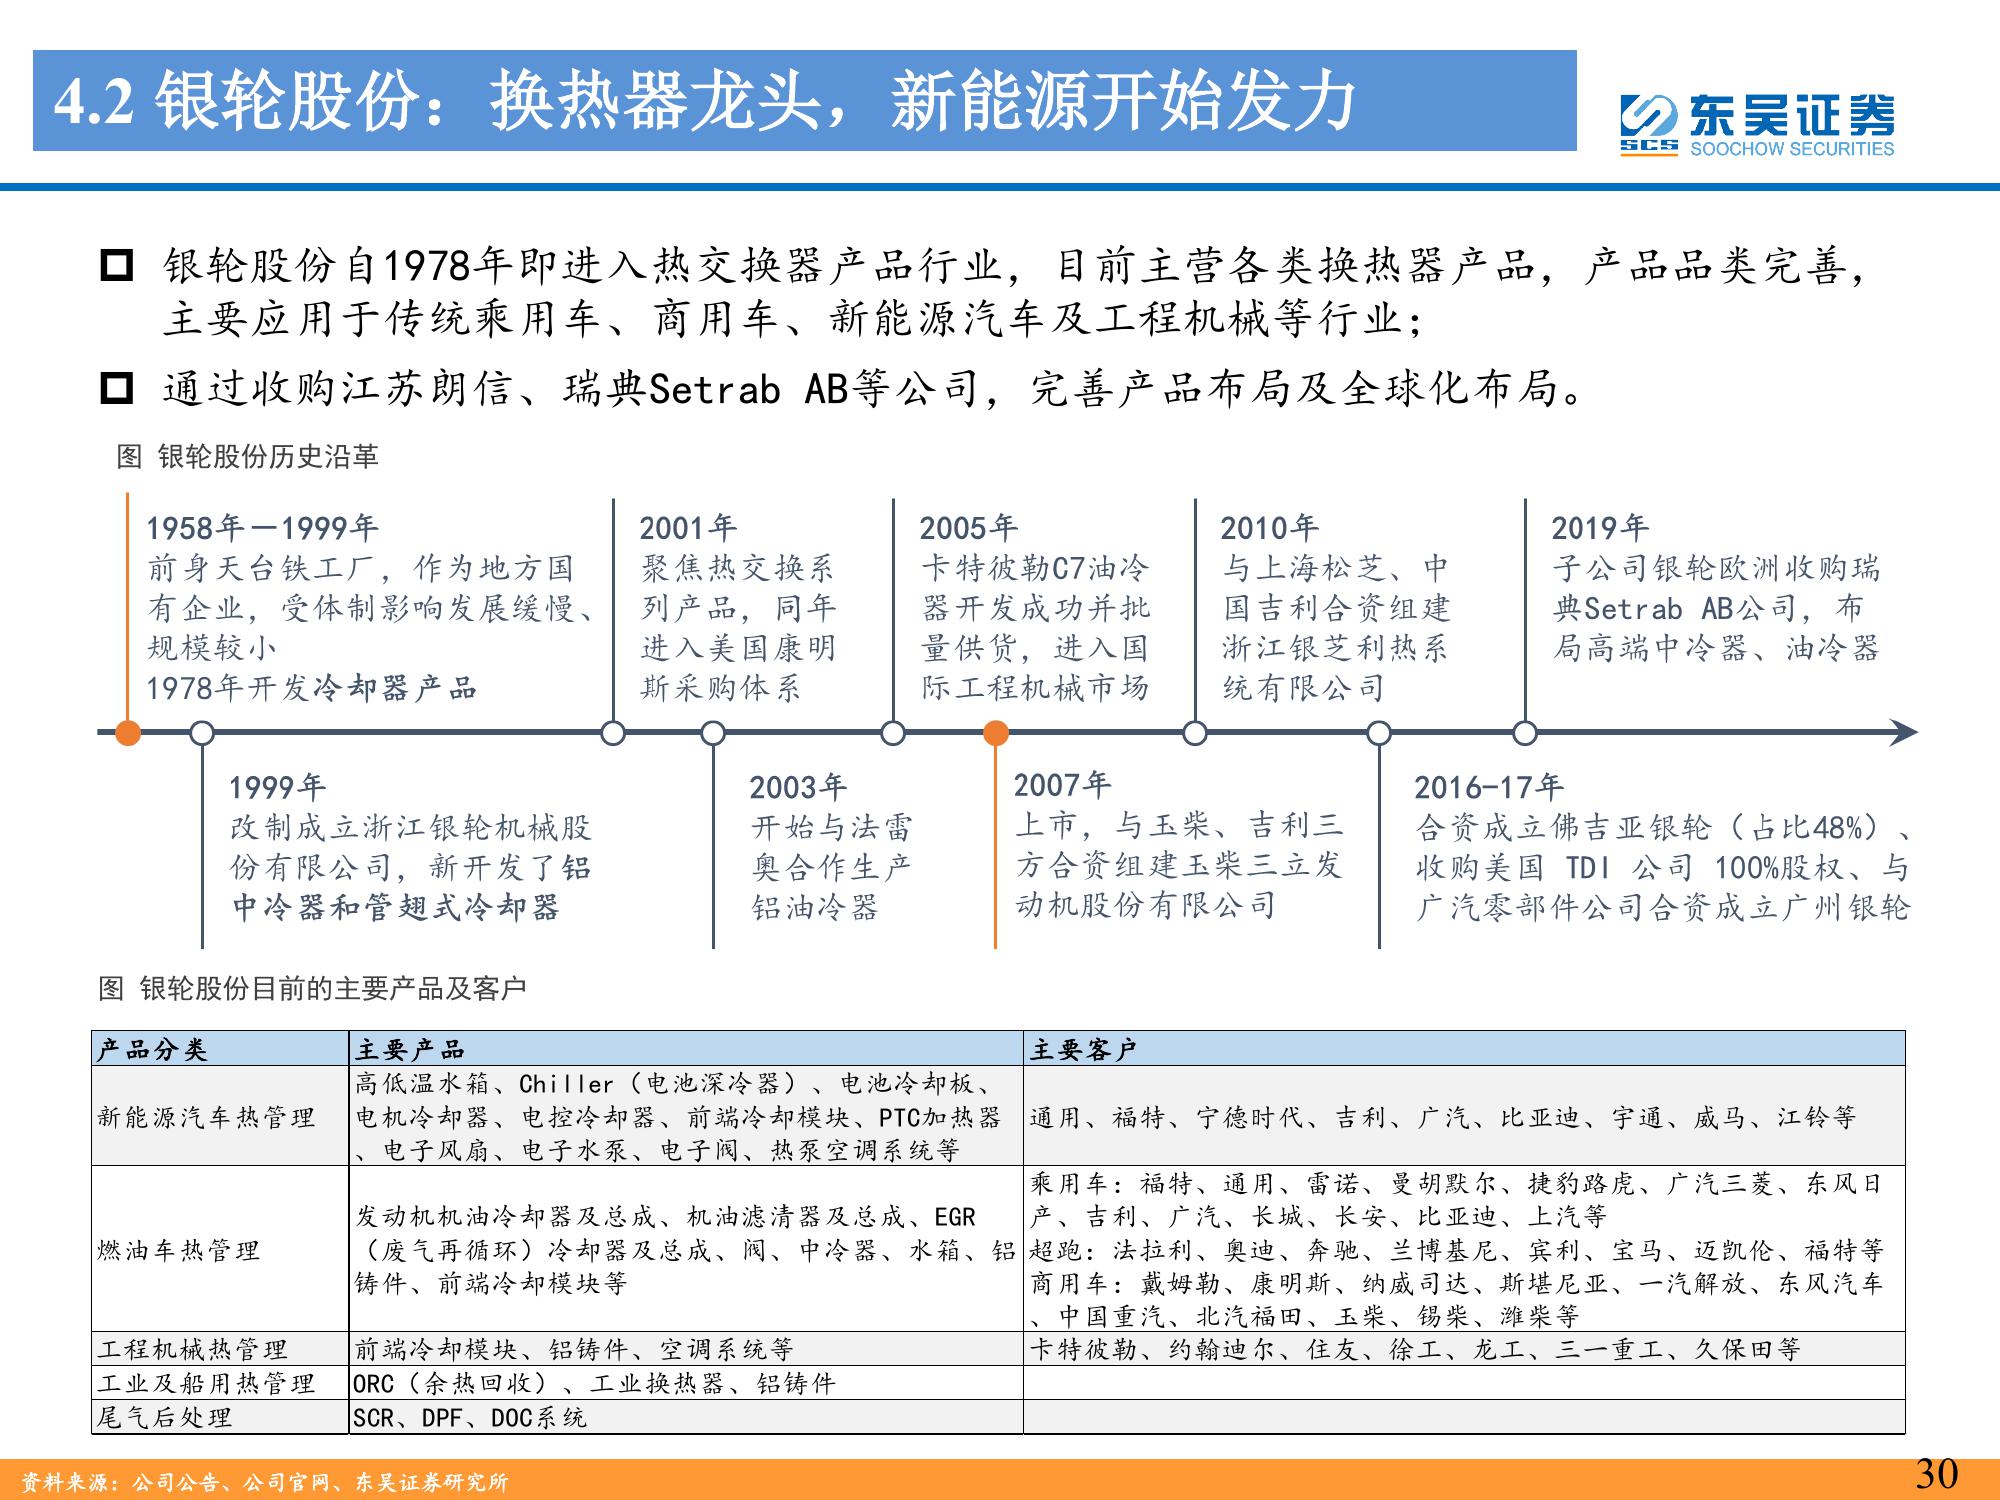 4.2 银轮股份：换热器龙头，新能源开始发力
东吴证券
SCS
SOOCHOW SECURITIES
银轮股份自1978年即进入热交换器产品行业，目前主营各类换热器产品，产品品类完善，
主要应用于传统乘用车、商用车、新能源汽车及工程机械等行业；
通过收购江苏朗信、瑞典Setrab AB等公司，完善产品布局及全球化布局。
图 银轮股份历史沿革
1958年－1999年
前身天台铁工厂，作为地方国
有企业，受体制影响发展缓慢、
规模较小
1978年开发冷却器产品
2001年
聚焦热交换系
列产品，同年
进入美国康明
斯采购体系
2005年
卡特彼勒C7油冷
器开发成功并批
量供货，进入国
际工程机械市场
2010年
与上海松芝、中
国吉利合资组建
浙江银芝利热系
统有限公司
2019年
子公司银轮欧洲收购瑞
典Setrab AB公司，布
局高端中冷器、油冷器
1999年
改制成立浙江银轮机械股
份有限公司，新开发了铝
中冷器和管翅式冷却器
2003年
开始与法雷
奥合作生产
铝油冷器
2007年
上市，与玉柴、吉利三
方合资组建玉柴三立发
动机股份有限公司
2016-17年
合资成立佛吉亚银轮（占比48%）、
收购美国 TDI 公司 100%股权、与
广汽零部件公司合资成立广州银轮
图 银轮股份目前的主要产品及客户
产品分类
主要产品
主要客户
新能源汽车热管理
高低温水箱、Chiller（电池深冷器）、电池冷却板、
电机冷却器、电控冷却器、前端冷却模块、PTC加热器
、电子风扇、电子水泵、电子阀、热泵空调系统等
通用、福特、宁德时代、吉利、广汽、比亚迪、宇通、威马、江铃等
燃油车热管理
发动机机油冷却器及总成、机油滤清器及总成、EGR
（废气再循环）冷却器及总成、阀、中冷器、水箱、铝
铸件、前端冷却模块等
乘用车：福特、通用、雷诺、曼胡默尔、捷豹路虎、广汽三菱、东风日
产、吉利、广汽、长城、长安、比亚迪、上汽等
超跑：法拉利、奥迪、奔驰、兰博基尼、宾利、宝马、迈凯伦、福特等
商用车：戴姆勒、康明斯、纳威司达、斯堪尼亚、一汽解放、东风汽车
、中国重汽、北汽福田、玉柴、锡柴、潍柴等
工程机械热管理
前端冷却模块、铝铸件、空调系统等
卡特彼勒、约翰迪尔、住友、徐工、龙工、三一重工、久保田等
工业及船用热管理
ORC（余热回收）、工业换热器、铝铸件
尾气后处理
SCR、DPF、DOC系统
资料来源：公司公告、公司官网、东吴证券研究所
30